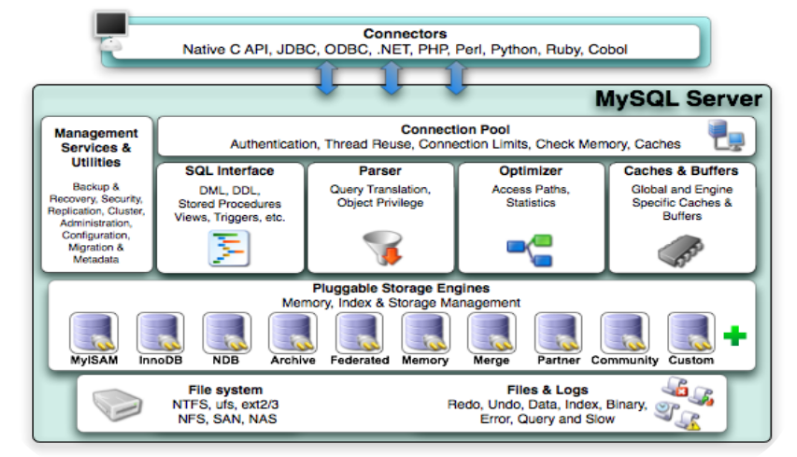 Connectors
Native C API, JDBC, ODBC, .NET, PHP, Perl, Python, Ruby, Cobol
MySQL Server
Management
Services &
Utilities
Backup &
Recovery, Security,
Replication, Cluster,
Administration,
Configuration,
Migration &
Metadata
Connection Pool
Authentication, Thread Reuse, Connection Limits, Check Memory, Caches
SQL Interface
DML, DDL,
Stored Procedures
Views, Triggers, etc.
Parser
Query Translation,
Object Privilege
Optimizer
Access Paths,
Statistics
Caches & Buffers
Global and Engine
Specific Caches &
Buffers
Pluggable Storage Engines
Memory, Index & Storage Management
MyISAM InnoDB NDB Archive Federated Memory Merge Partner Community Custom
File system
NTFS, ufs, ext2/3
NFS, SAN, NAS
Files & Logs
Redo, Undo, Data, Index, Binary,
Error, Query and Slow